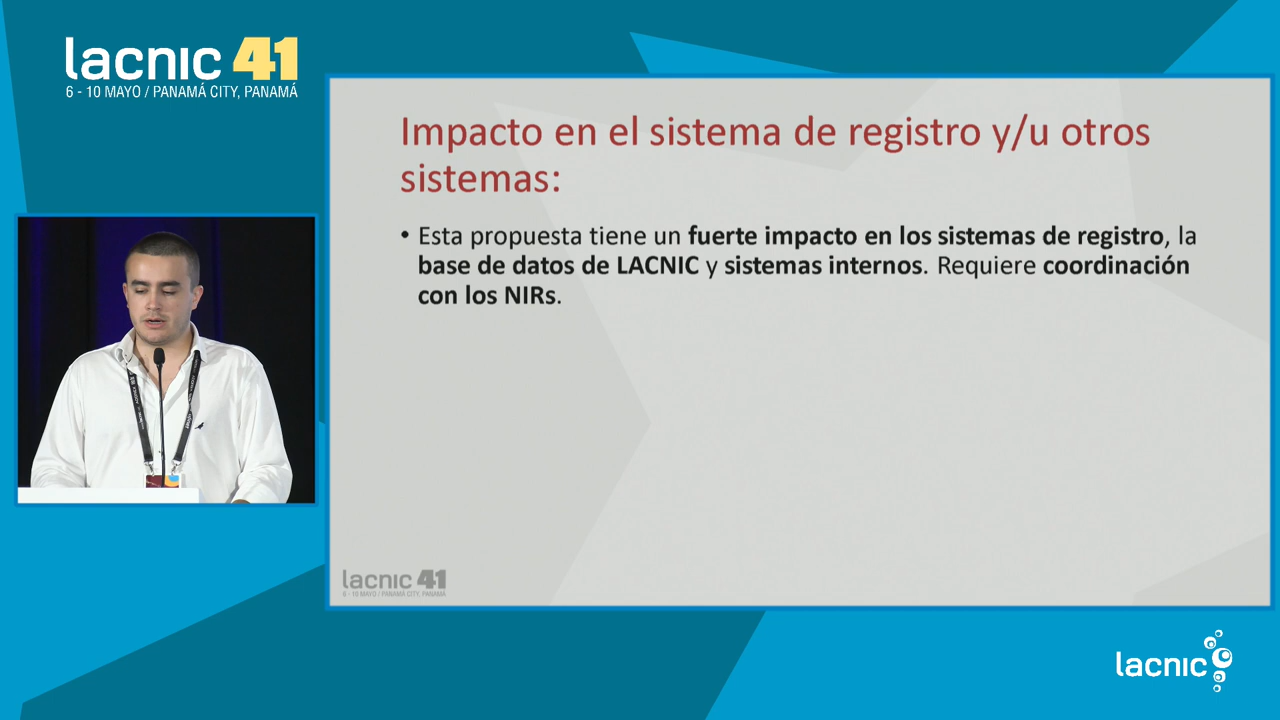 lacnic 41
6 - 10 MAYO / PANAMÁ CITY, PANAMÁ
Impacto en el sistema de registro y/u otros
sistemas:
• Esta propuesta tiene un fuerte impacto en los sistemas de registro, la
base de datos de LACNIC y sistemas internos. Requiere coordinación
con los NIRs.
lacnic 41
6 - 10 MAYO / PANAMÁ CITY, PANAMÁ
lacnic